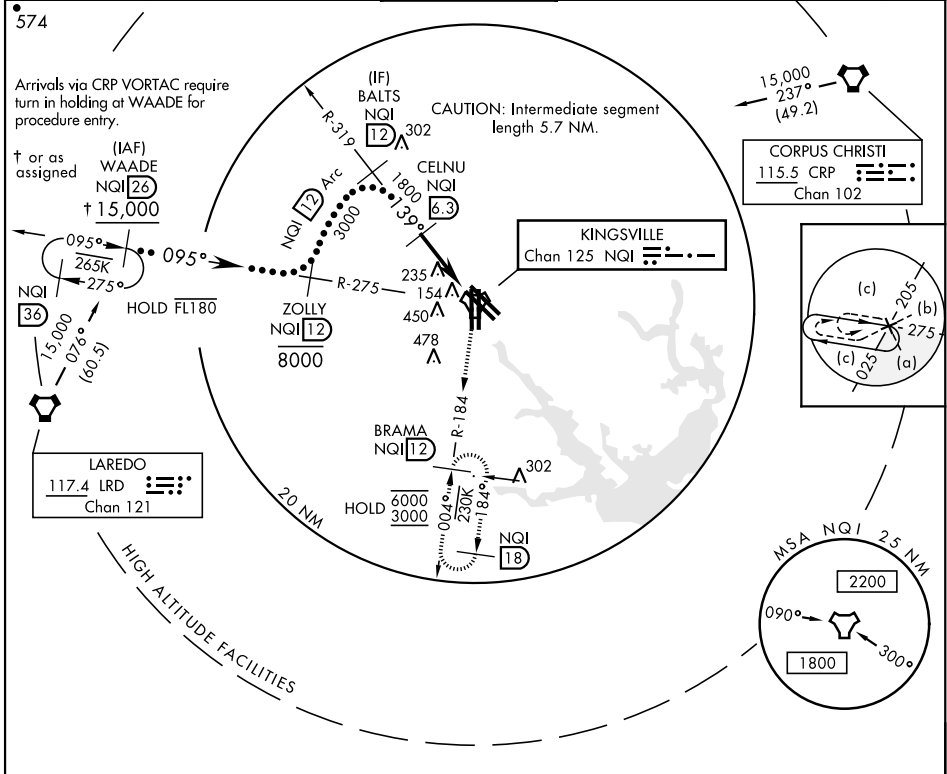 574
Arrivals via CRP VORTAC require
turn in holding at WAADE for
procedure entry.
† or as
assigned
(IAF)
WAADE
NQI 26
† 15,000
095°
265K
275°
NQI
36
HOLD FL180
15,000
076°
(60.5)
LAREDO
117.4 LRD
Chan 121
095°
ZOLLY
NQI 12
8000
R-275
NQI 12 Arc
3000
R-319
(IF)
BALTS
NQI
12
302
CAUTION: Intermediate segment
length 5.7 NM.
1800
139°
CELNU
NQI
6.3
KINGSVILLE
Chan 125 NQI
235
154
450
478
R-184
BRAMA
NQI 12
302
HOLD
6000
3000
004°
230K
184°
NQI
18
20 NM
HIGH ALTITUDE FACILITIES
15,000
237°
(49.2)
CORPUS CHRISTI
115.5 CRP
Chan 102
(c)
205
(b)
275
(c)
025
(a)
MSA NQI 25 NM
2200
090°
1800
300°